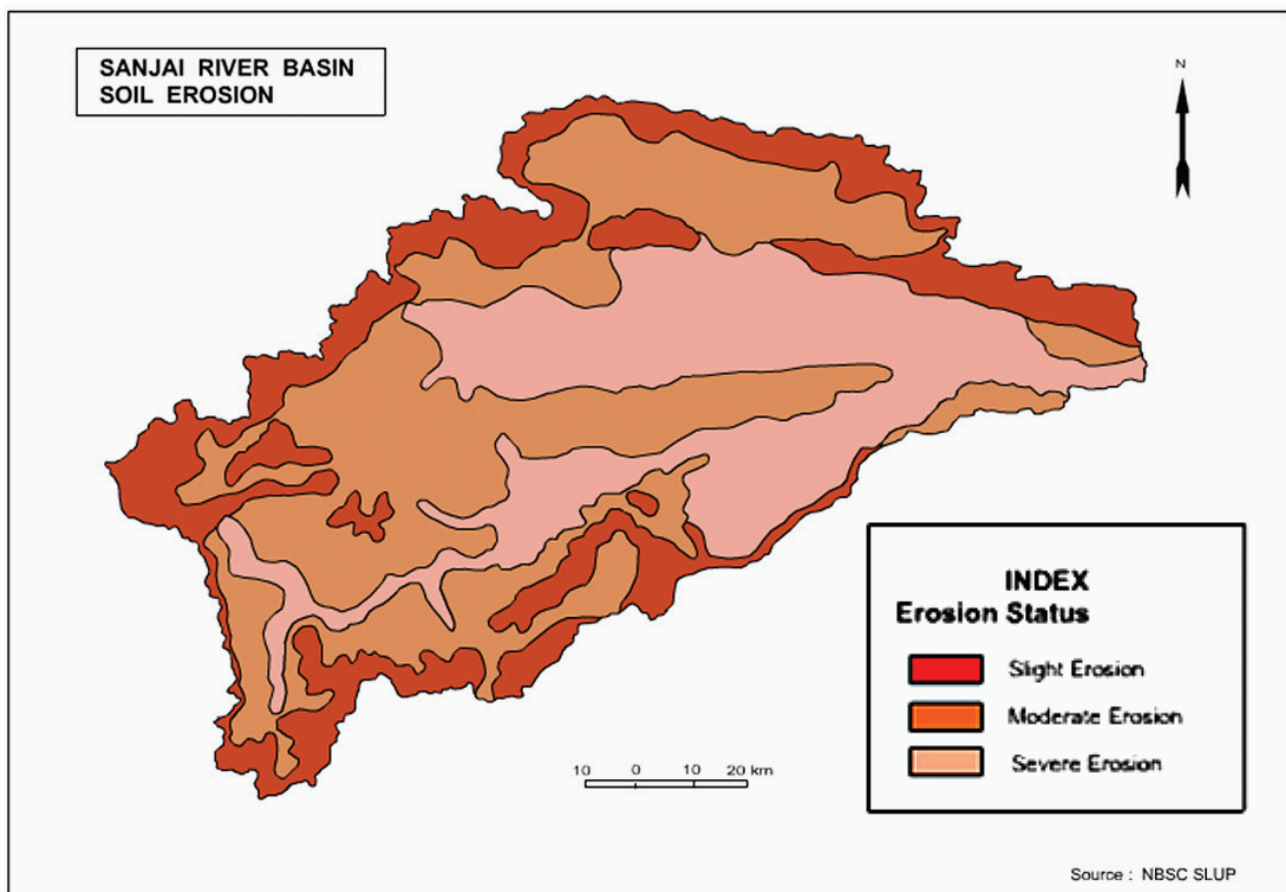 SANJAI RIVER BASIN
SOIL EROSION
N
INDEX
Erosion Status
Slight Erosion
Moderate Erosion
Severe Erosion
10 0 10 20 km
Source : NBSC SLUP